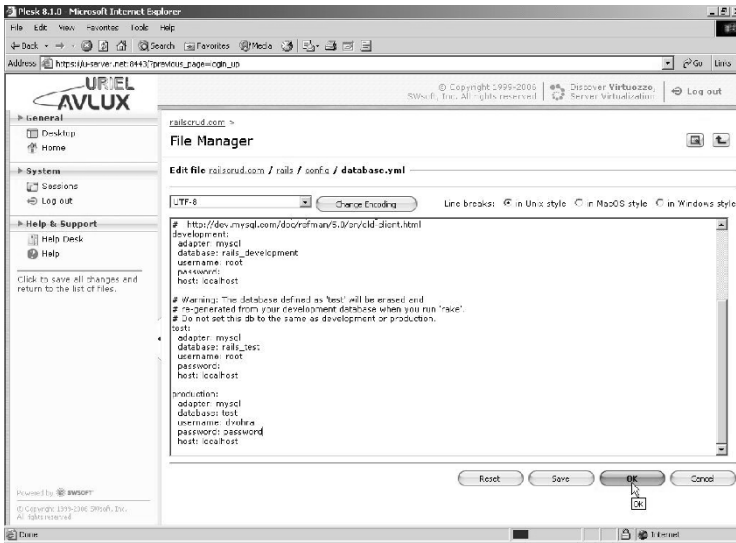 Plesk 8.1.0 - Microsoft Internet Explorer
File Edit View Favorites Tools Help
Back Search Favorites Media
Address https://u-server.net:8443/?previous_page=login_up Go Links
URIEL
AVLUX
© Copyright 1999-2006
SWsoft, Inc. All rights reserved
Discover Virtuozzo,
Server Virtualization
Log out
General
Desktop
Home
System
Sessions
Log out
Help & Support
Help Desk
Help
Click to save all changes and
return to the list of files.
Powered by SWSOFT
© Copyright 1999-2006 SWsoft, Inc.
All rights reserved
railscrud.com >
File Manager
Edit file railscrud.com / rails / config / database.yml
UTF-8 Change Encoding Line breaks: in Unix style in MacOS style in Windows style
# http://dev.mysql.com/doc/refman/5.0/en/old-client.html
development:
adapter: mysql
database: rails_development
username: root
password:
host: localhost
# Warning: The database defined as 'test' will be erased and
# re-generated from your development database when you run 'rake'.
# Do not set this db to the same as development or production.
test:
adapter: mysql
database: rails_test
username: root
password:
host: localhost
production:
adapter: mysql
database: test
username: dvohra
password: password
host: localhost
Reset Save OK Cancel
OK
Done Internet